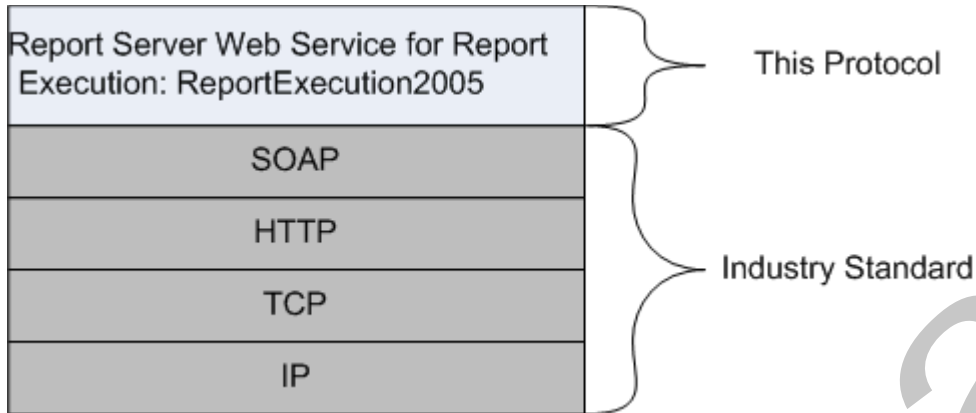 Report Server Web Service for Report
Execution: ReportExecution2005
This Protocol
SOAP
HTTP
TCP
IP
Industry Standard